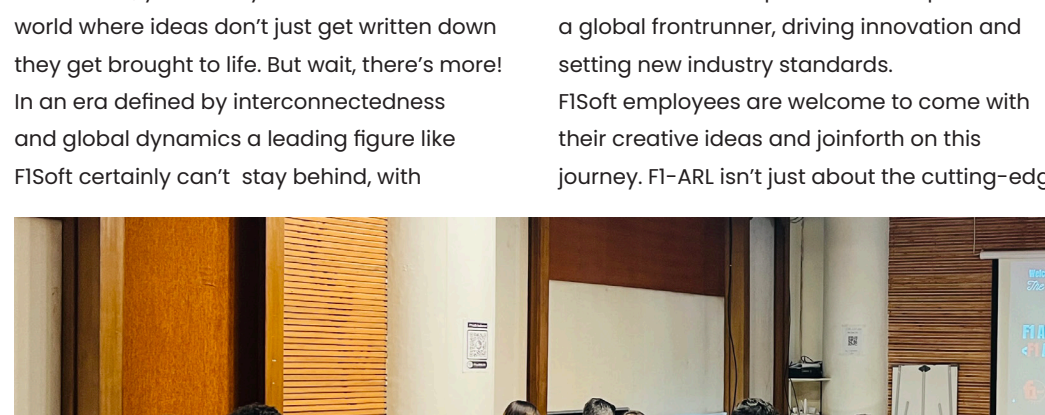 world where ideas don't just get written down
they get brought to life. But wait, there's more!
In an era defined by interconnectedness
and global dynamics a leading figure like
F1Soft certainly can't  stay behind, with
a global frontrunner, driving innovation and
setting new industry standards.
F1Soft employees are welcome to come with
their creative ideas and joinforth on this
journey. F1-ARL isn't just about the cutting-edg
F1 A